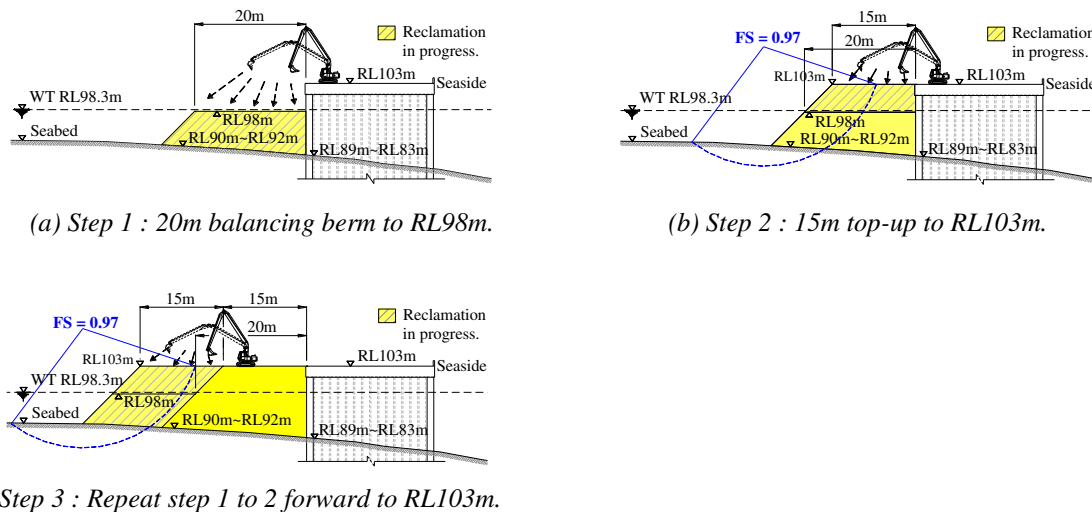 20m
Reclamation
in progress.
RL103m
Seaside
WT RL98.3m
RL98m
Seabed
RL90m~RL92m
RL89m~RL83m
(a) Step 1 : 20m balancing berm to RL98m.
15m
FS = 0.97
20m
Reclamation
in progress.
RL103m
RL103m
Seaside
WT RL98.3m
RL98m
Seabed
RL90m~RL92m
RL89m~RL83m
(b) Step 2 : 15m top-up to RL103m.
15m
15m
FS = 0.97
20m
Reclamation
in progress.
RL103m
RL103m
Seaside
WT RL98.3m
RL98m
Seabed
RL90m~RL92m
RL89m~RL83m
Step 3 : Repeat step 1 to 2 forward to RL103m.